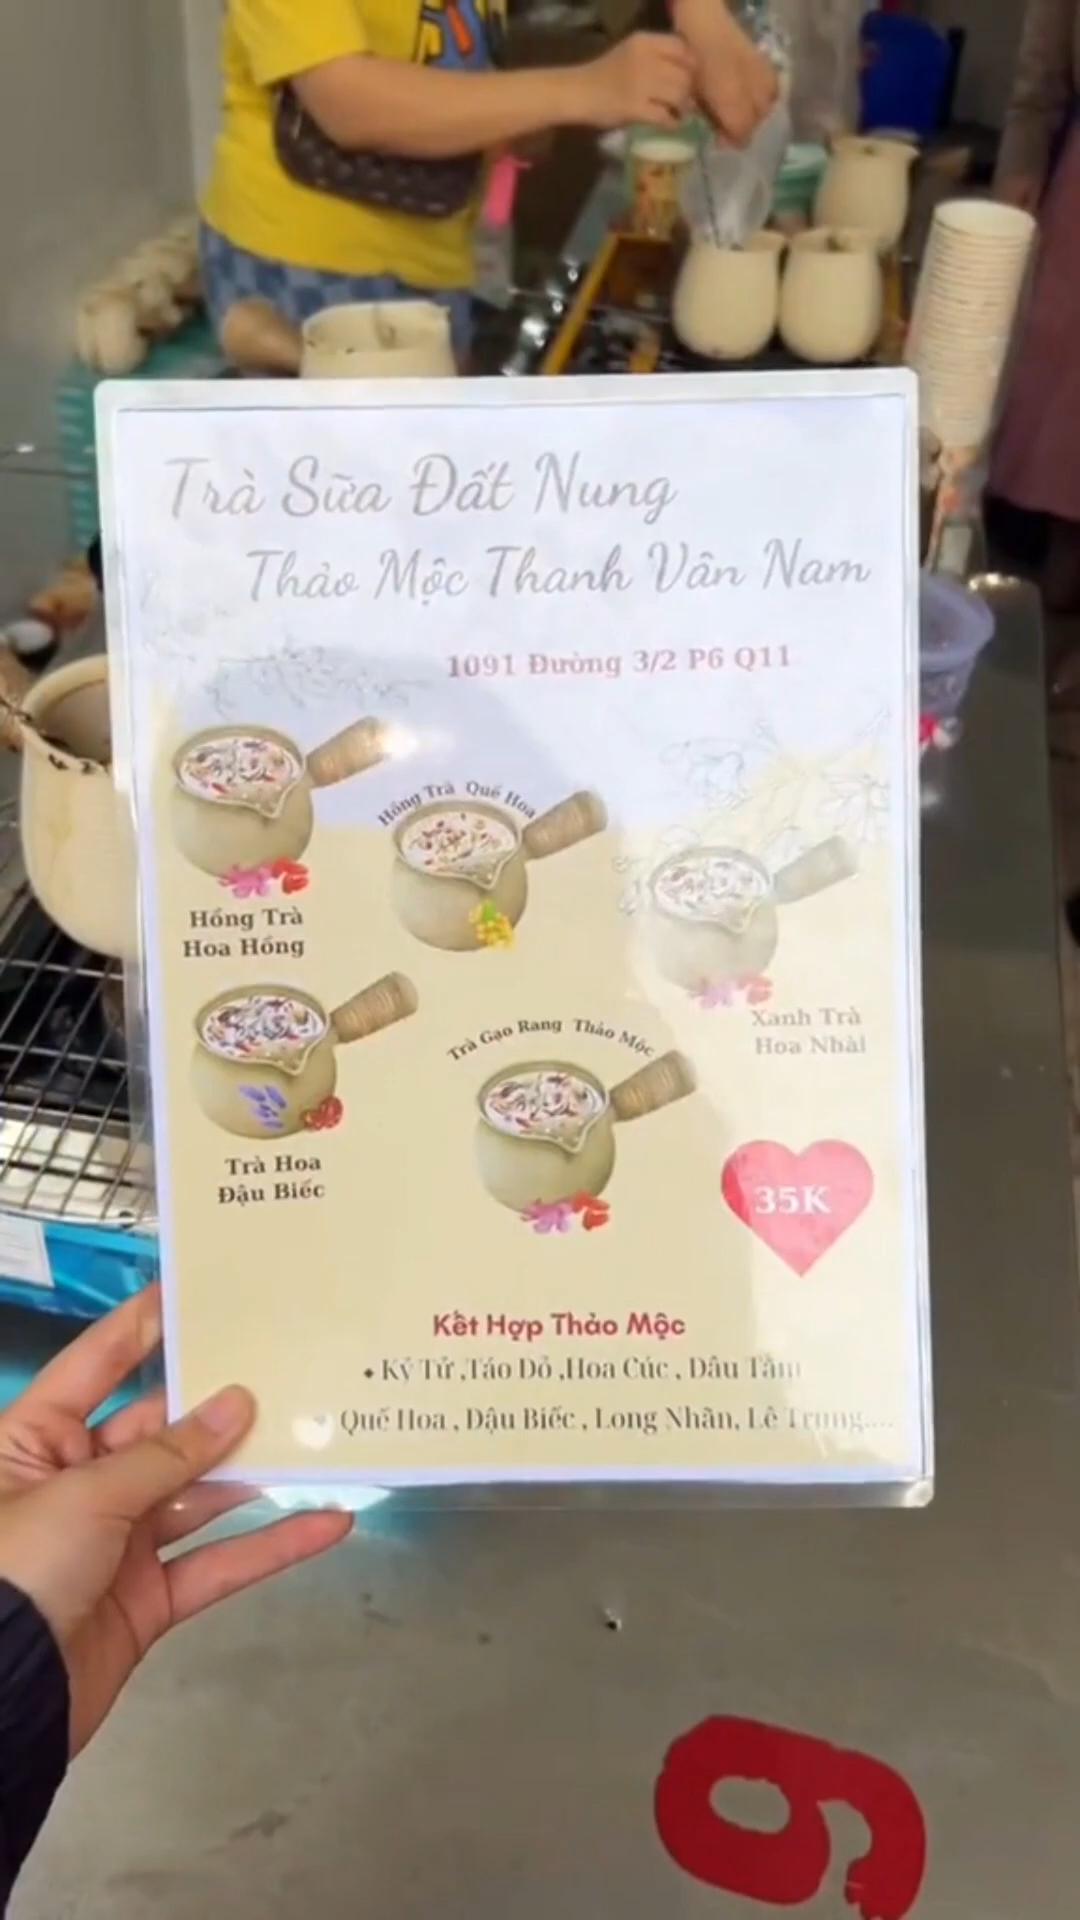 Trà Sữa Đất Nung
Thảo Mộc Thanh Vân Nam
1091 Đường 3/2 P6 Q11
Hồng Trà
Hoa Hồng
Hồng Trà Quế Hoa
Xanh Trà
Hoa Nhài
Trà Hoa
Đậu Biếc
Trà Gạo Rang Thảo Mộc
35K
Kết Hợp Thảo Mộc
Kỷ Tử ,Táo Đỏ ,Hoa Cúc , Dâu Tằm
Quế Hoa , Đậu Biếc , Long Nhãn, Lê Trung....